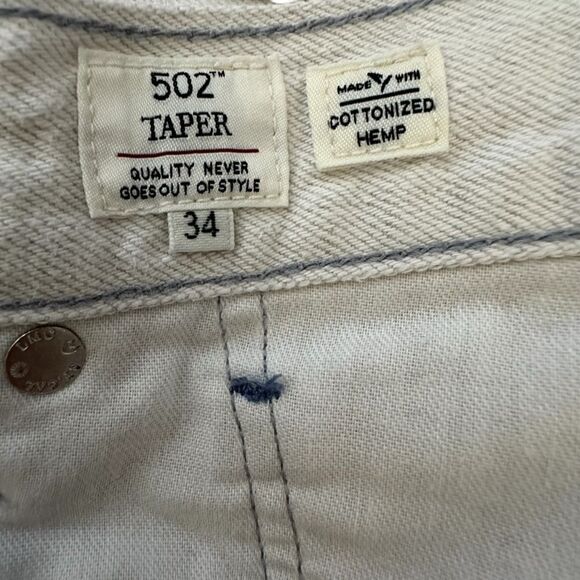 502™
TAPER
QUALITY NEVER
GOES OUT OF STYLE
34
MADE WITH
COTTONIZED
HEMP